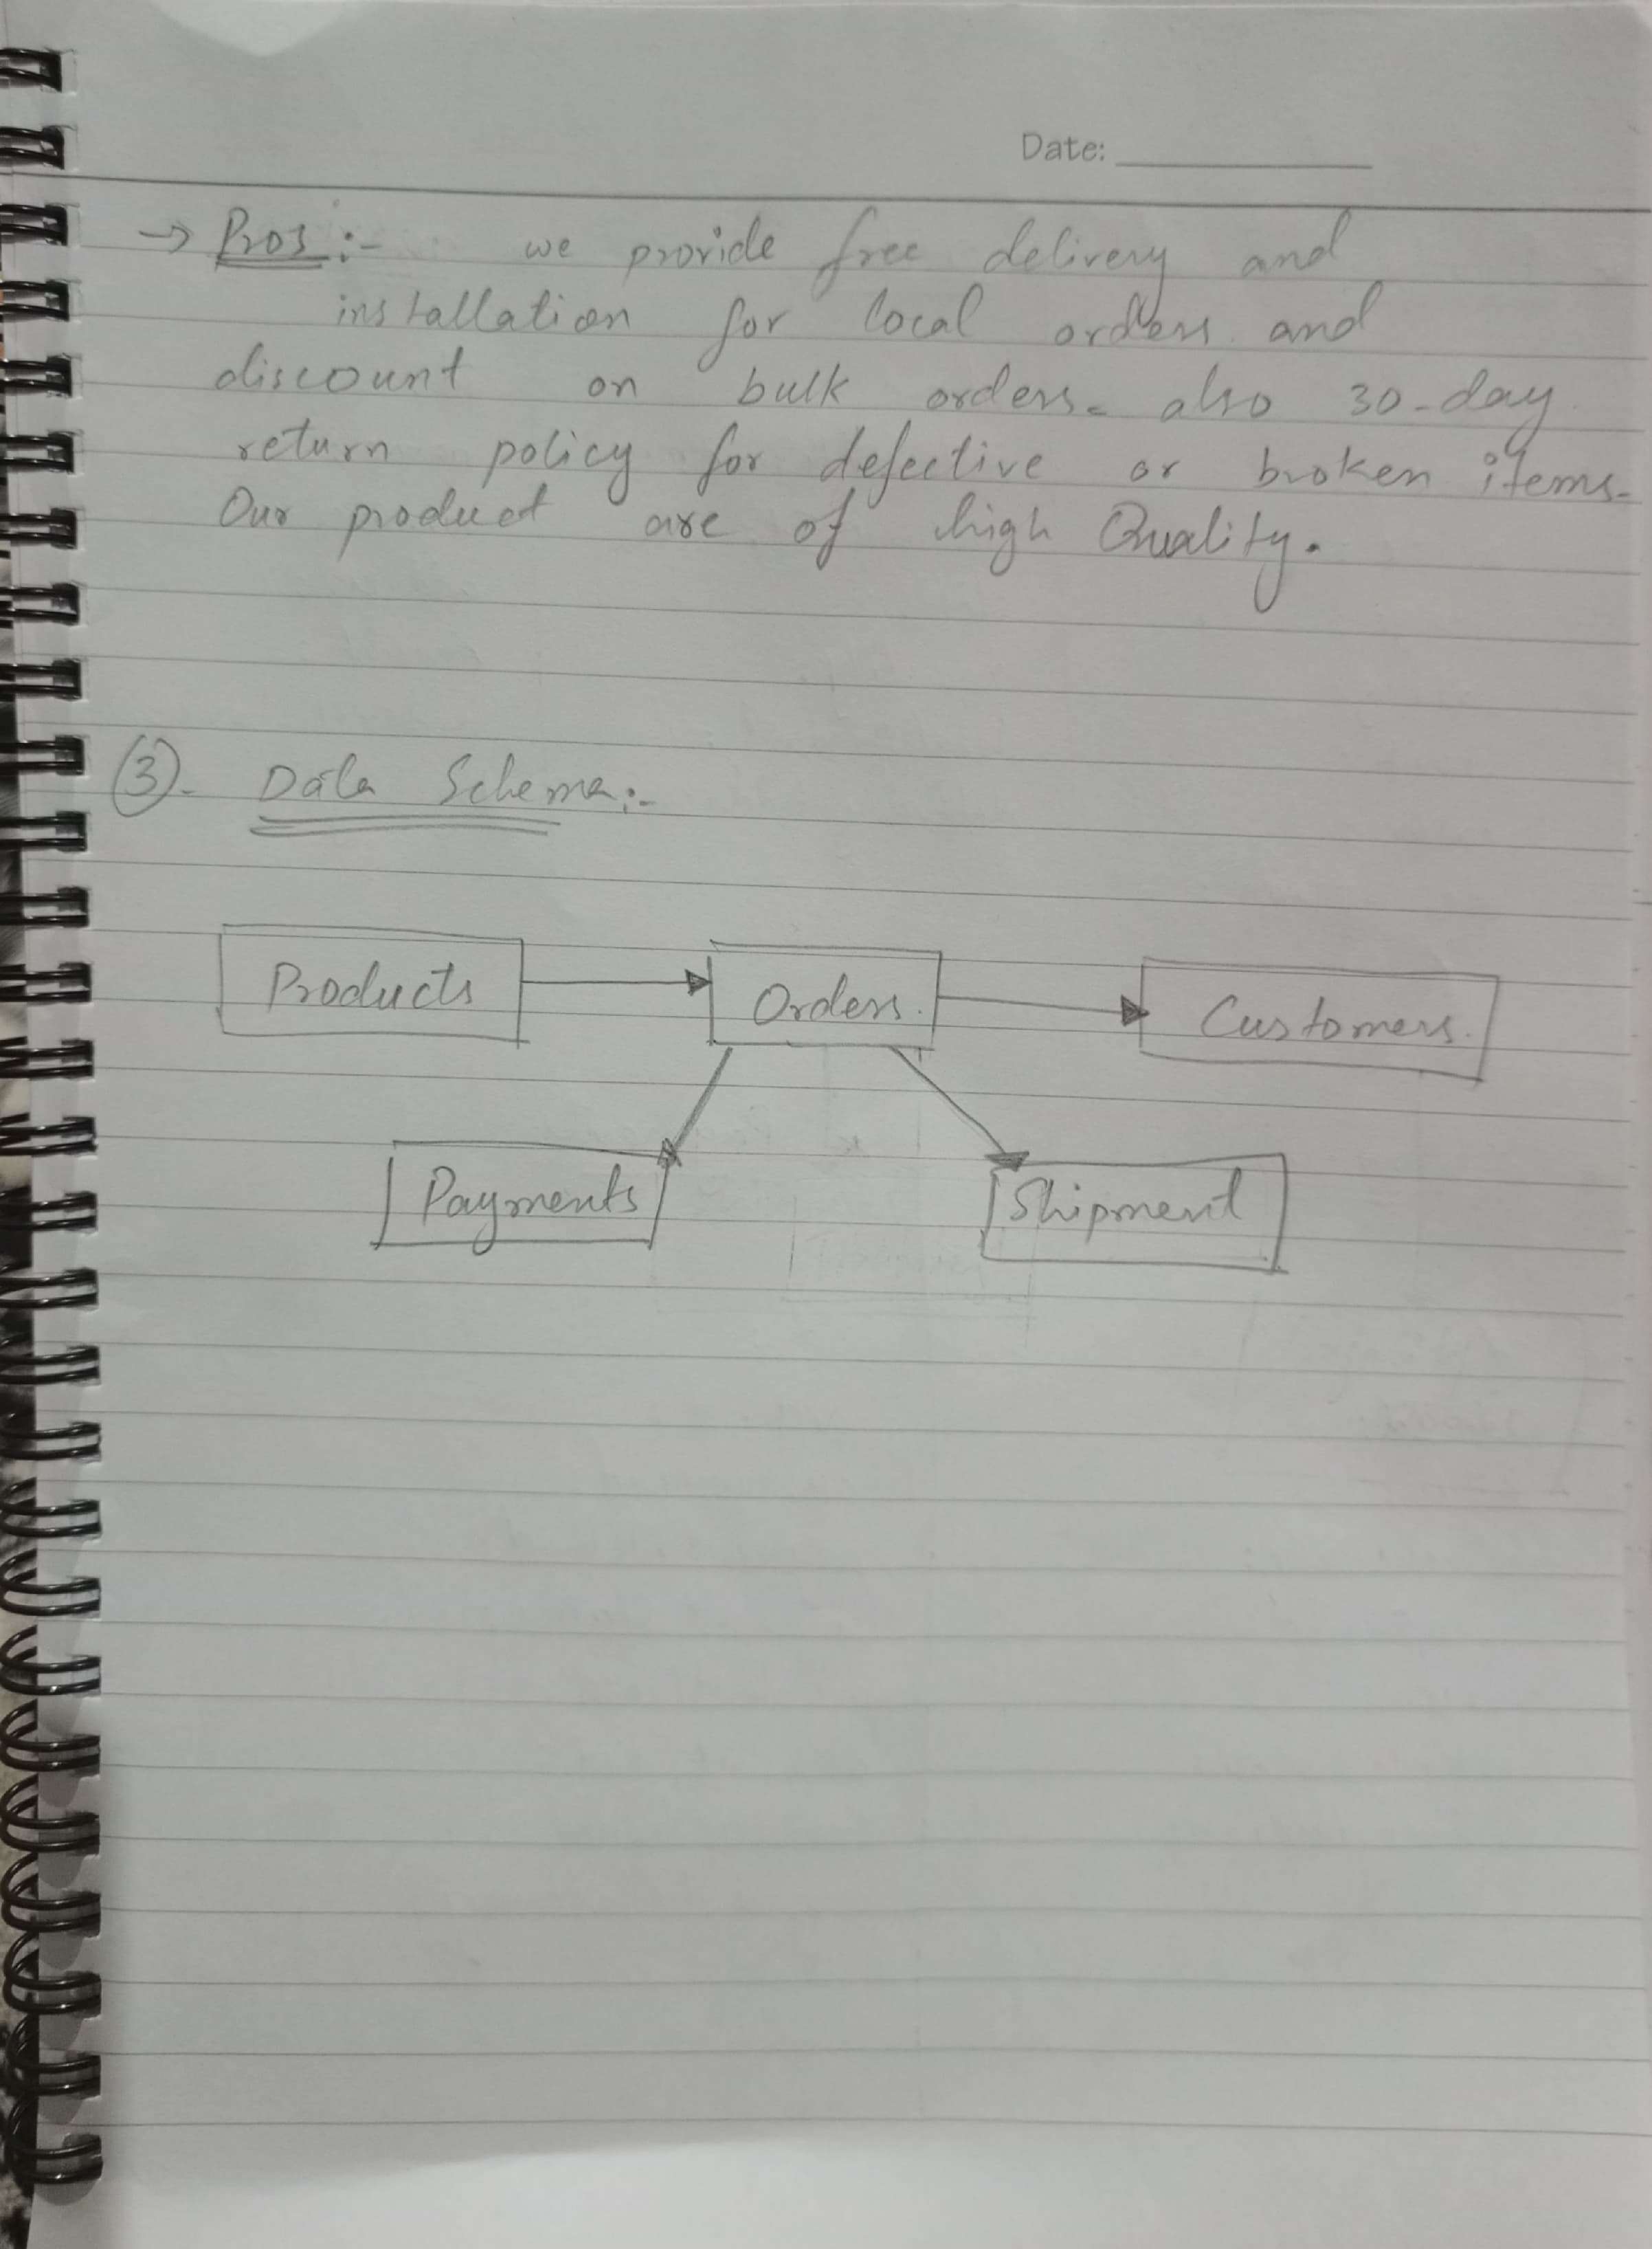 Date:
→ Pros :- we provide free delivery and
installation for local orders and
discount on bulk orders. also 30-day
return policy for defective or broken items.
Our product are of high Quality.
③- Data Schema:-
Products Orders. Customers.
Payments Shipment